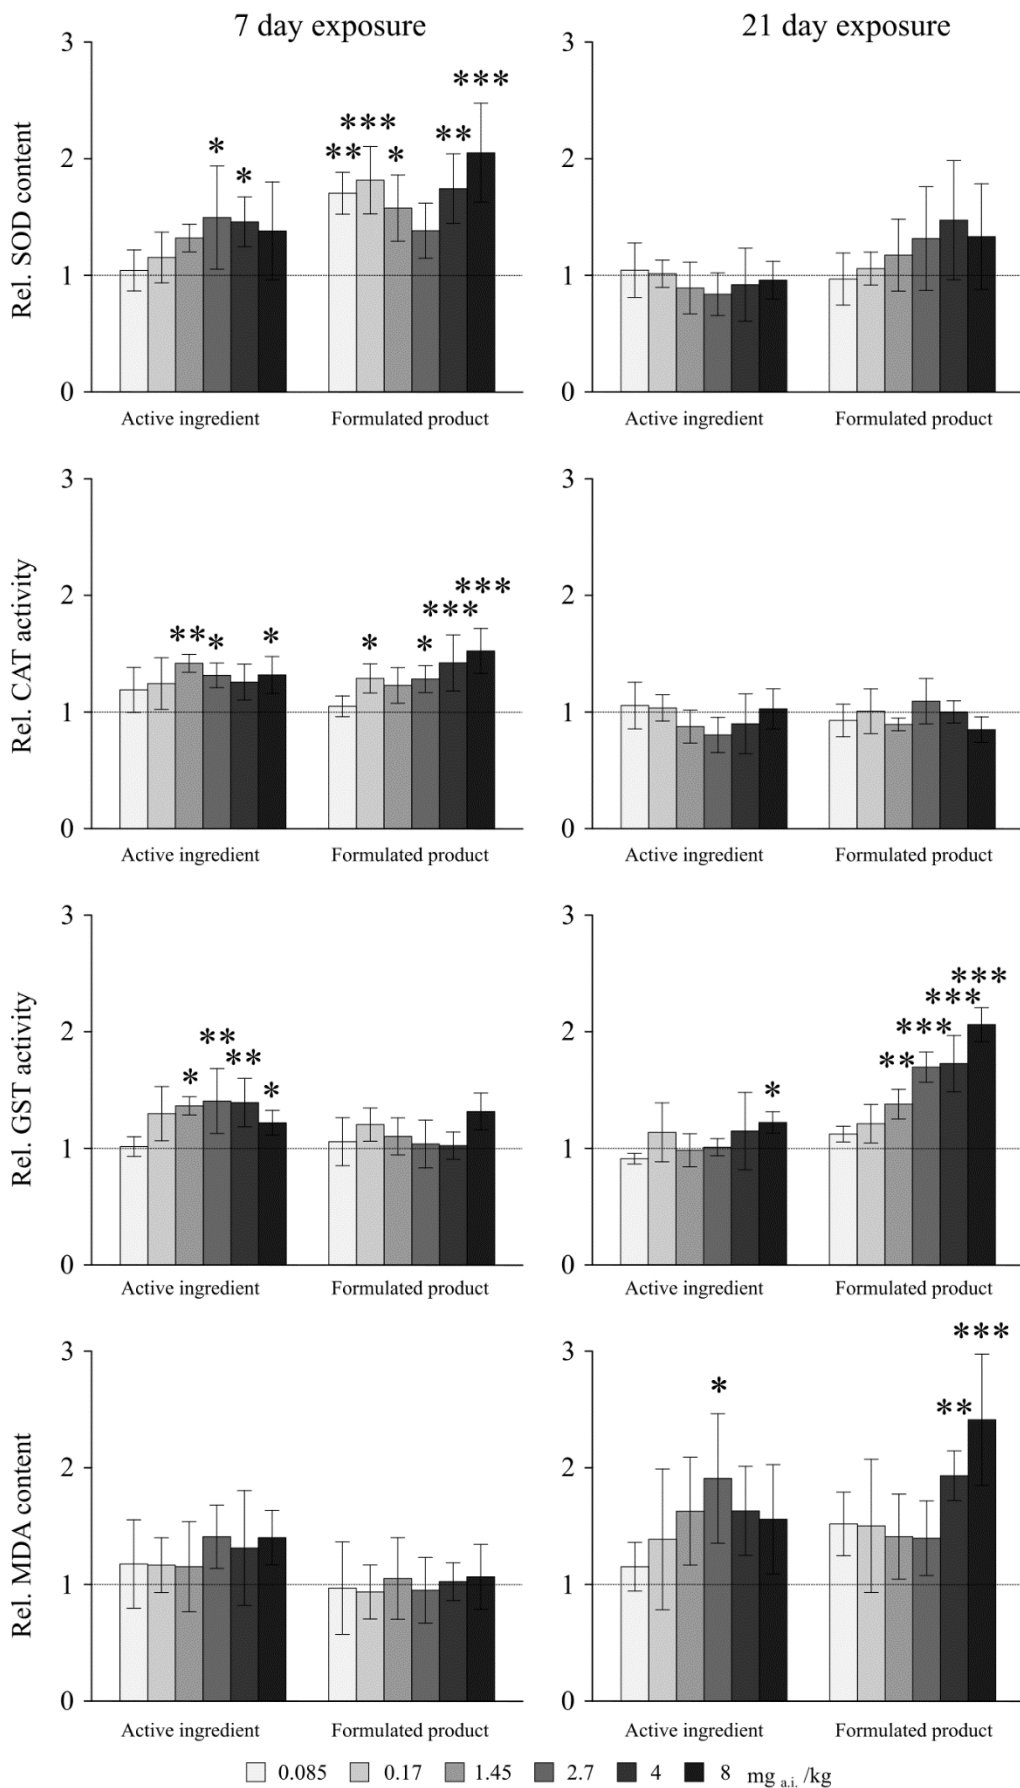 7 day exposure
21 day exposure
Rel. SOD content
3
2
1
0
* * *** ** * ** ***
Active ingredient
Formulated product
Active ingredient
Formulated product
Rel. CAT activity
3
2
1
0
** * * * * *** ***
3
2
1
0
Active ingredient
Formulated product
Active ingredient
Formulated product
Rel. GST activity
3
2
1
0
* ** ** *
3
2
1
0
* ** *** *** ***
Active ingredient
Formulated product
Active ingredient
Formulated product
Rel. MDA content
3
2
1
0
3
2
1
0
* ** ***
Active ingredient
Formulated product
Active ingredient
Formulated product
0.085 0.17 1.45 2.7 4 8 mg a.i. /kg